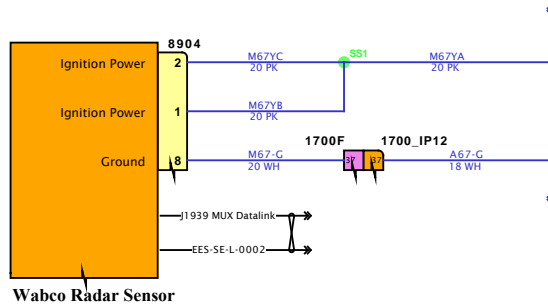 8904
Ignition Power 2 M67YC SS1 M67YA
20 PK 20 PK
Ignition Power 1 M67YB
20 PK
1700F 1700_IP12
Ground 8 M67-G 37 37 A67-G
20 WH 18 WH
J1939 MUX Datalink
EES-SE-L-0002
Wabco Radar Sensor